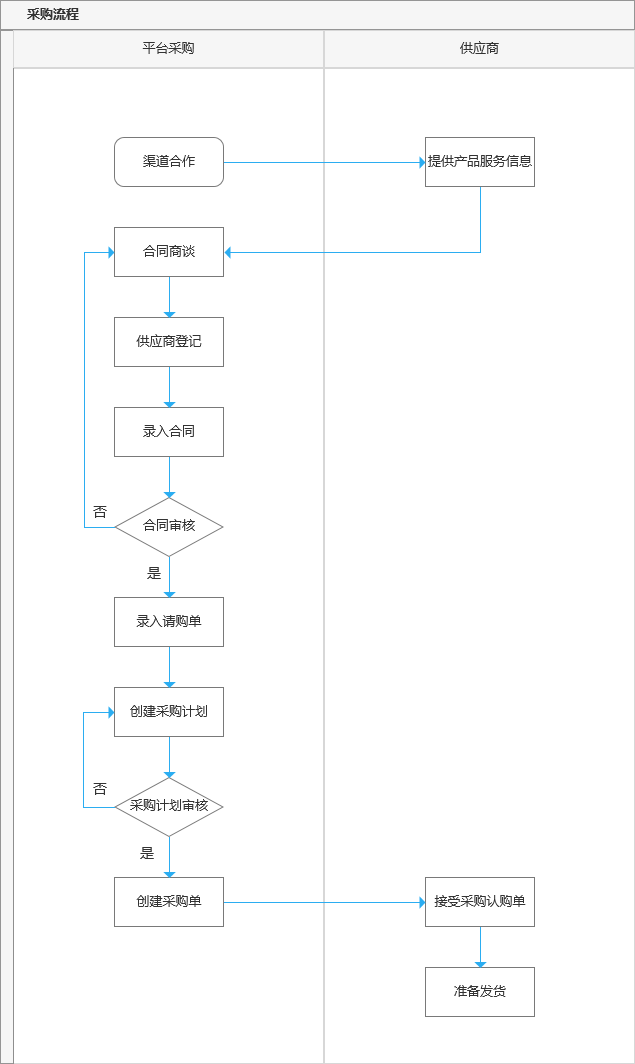 采购流程
平台采购
供应商
渠道合作
提供产品服务信息
合同商谈
供应商登记
录入合同
否
合同审核
是
录入请购单
创建采购计划
否
采购计划审核
是
创建采购单
接受采购认购单
准备发货